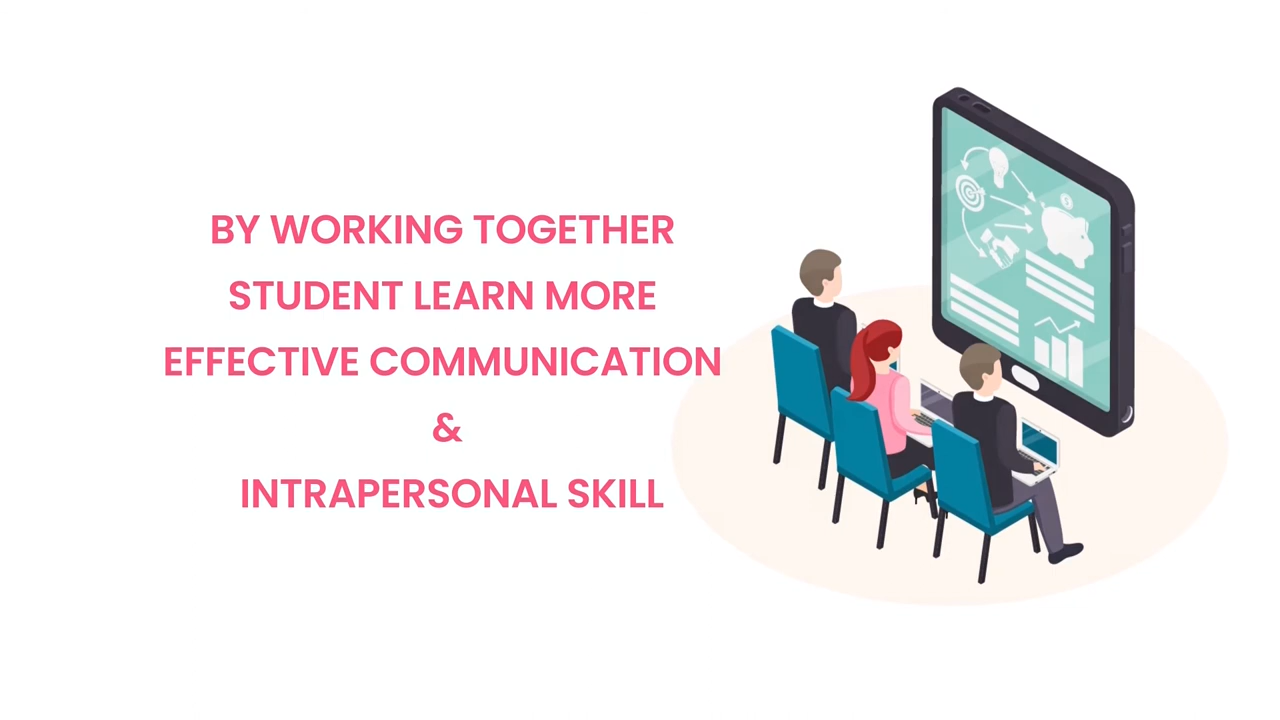 BY WORKING TOGETHER
STUDENT LEARN MORE
EFFECTIVE COMMUNICATION
&
INTRAPERSONAL SKILL